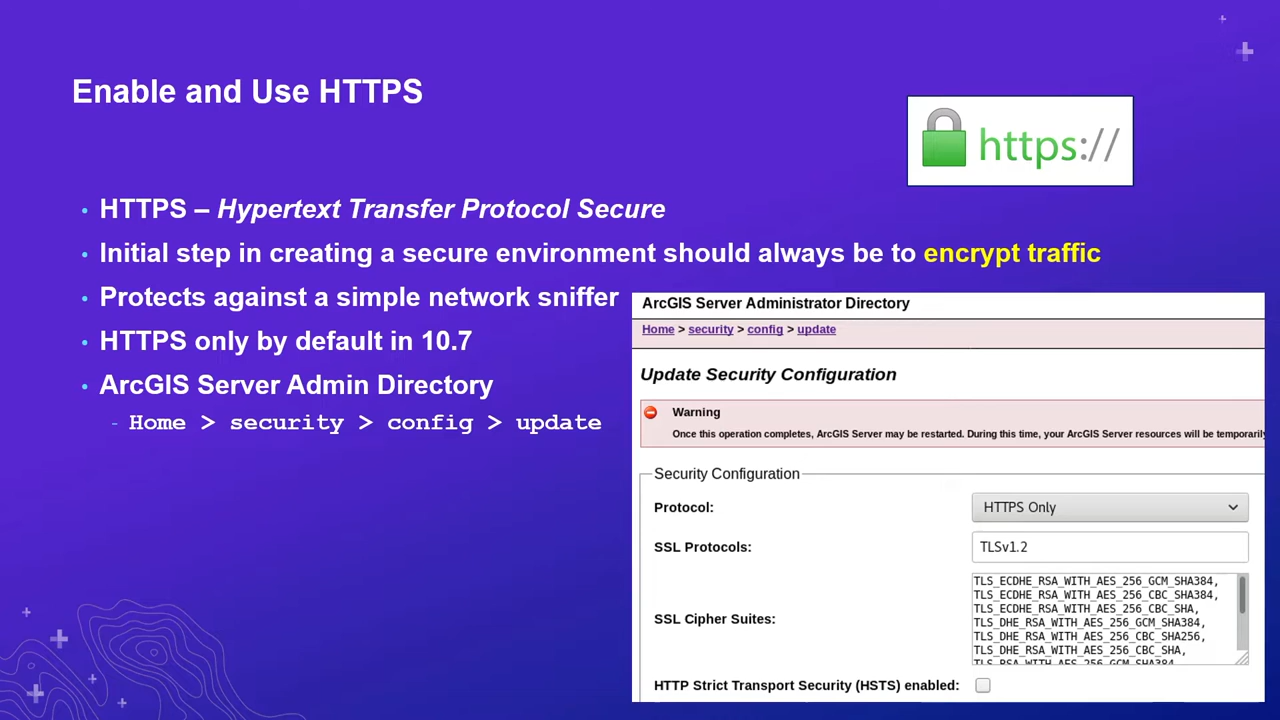 Enable and Use HTTPS
https://
• HTTPS – Hypertext Transfer Protocol Secure
• Initial step in creating a secure environment should always be to encrypt traffic
• Protects against a simple network sniffer
• HTTPS only by default in 10.7
• ArcGIS Server Admin Directory
- Home > security > config > update
ArcGIS Server Administrator Directory
Home > security > config > update
Update Security Configuration
Warning
Once this operation completes, ArcGIS Server may be restarted. During this time, your ArcGIS Server resources will be temporarily
Security Configuration
Protocol: HTTPS Only
SSL Protocols: TLSv1.2
SSL Cipher Suites:
TLS_ECDHE_RSA_WITH_AES_256_GCM_SHA384,
TLS_ECDHE_RSA_WITH_AES_256_CBC_SHA384,
TLS_ECDHE_RSA_WITH_AES_256_CBC_SHA,
TLS_DHE_RSA_WITH_AES_256_GCM_SHA384,
TLS_DHE_RSA_WITH_AES_256_CBC_SHA256,
TLS_DHE_RSA_WITH_AES_256_CBC_SHA,
TLS_RSA_WITH_AES_256_GCM_SHA384
HTTP Strict Transport Security (HSTS) enabled: